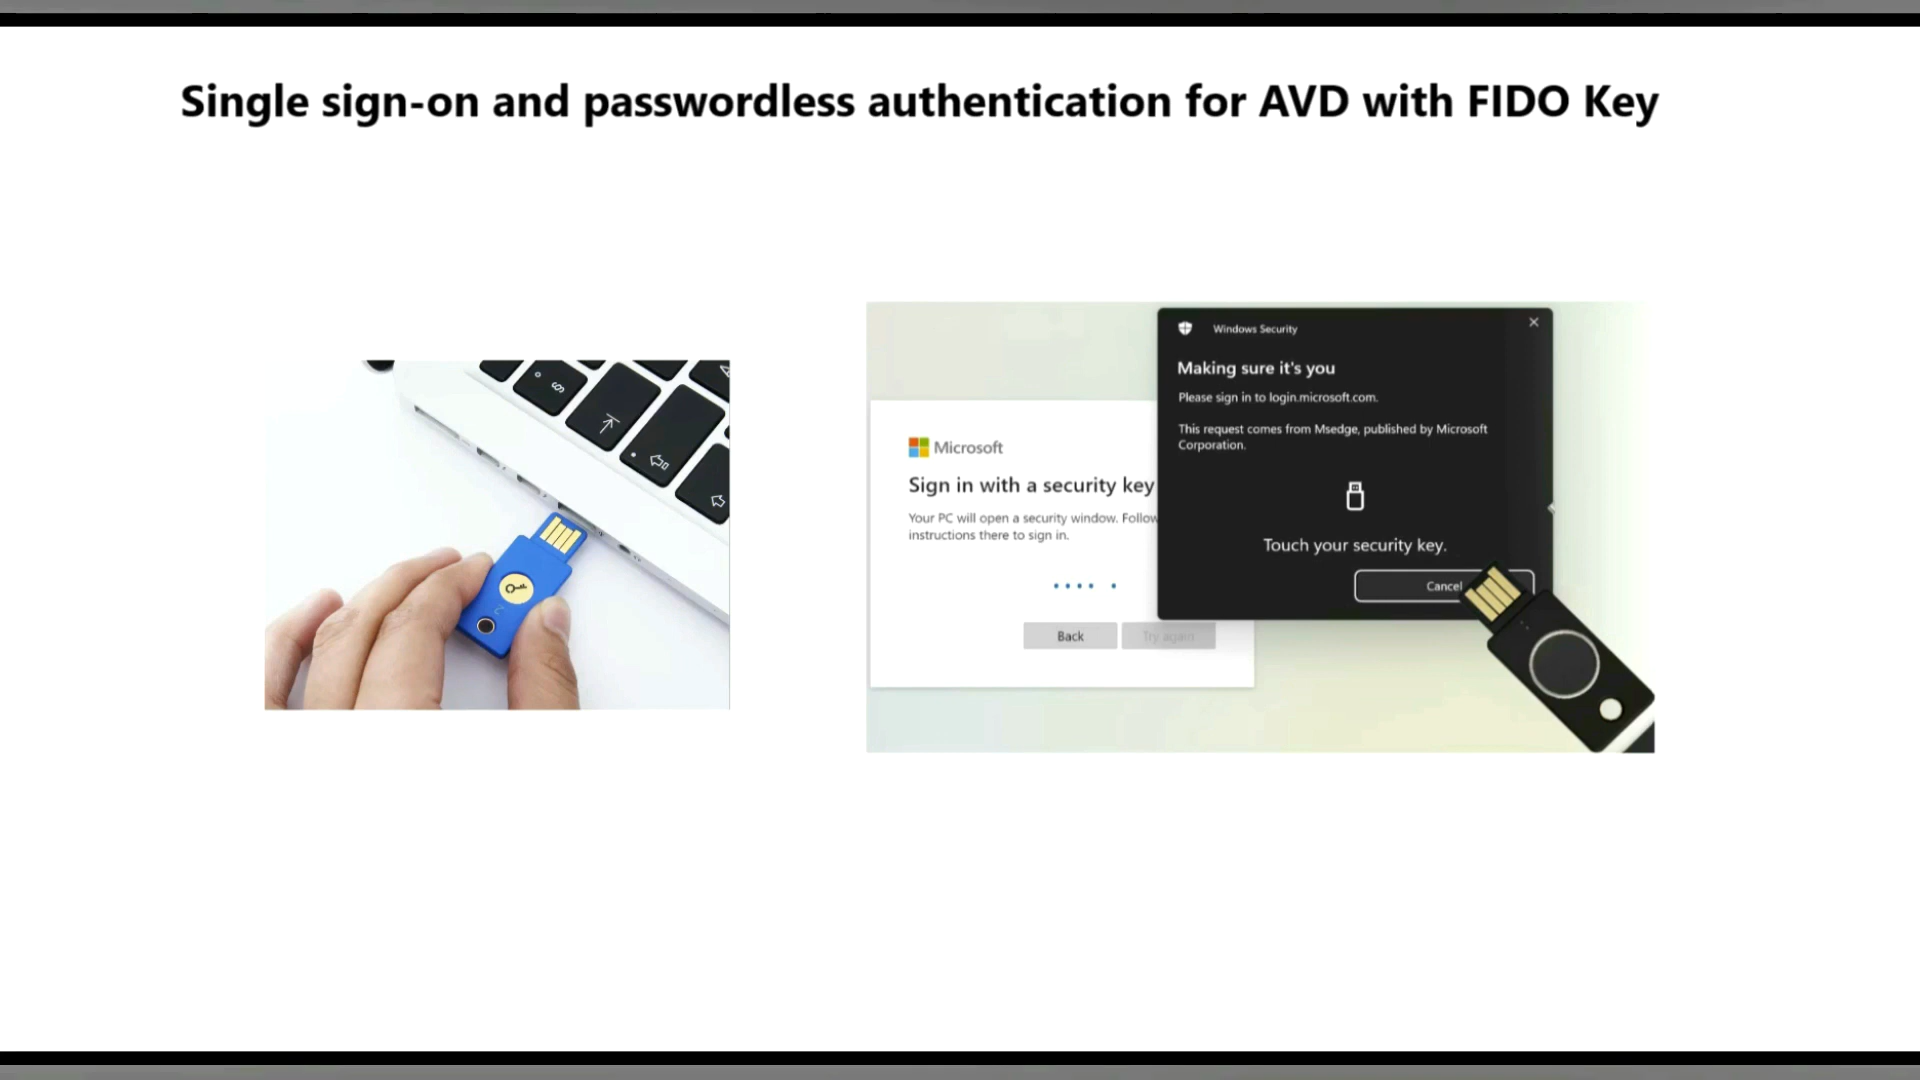 Single sign-on and passwordless authentication for AVD with FIDO Key
Windows Security
Making sure it's you
Please sign in to login.microsoft.com.
This request comes from Msedge, published by Microsoft
Corporation.
Touch your security key.
Cancel
Microsoft
Sign in with a security key
Your PC will open a security window. Follow
instructions there to sign in.
Back
Try again